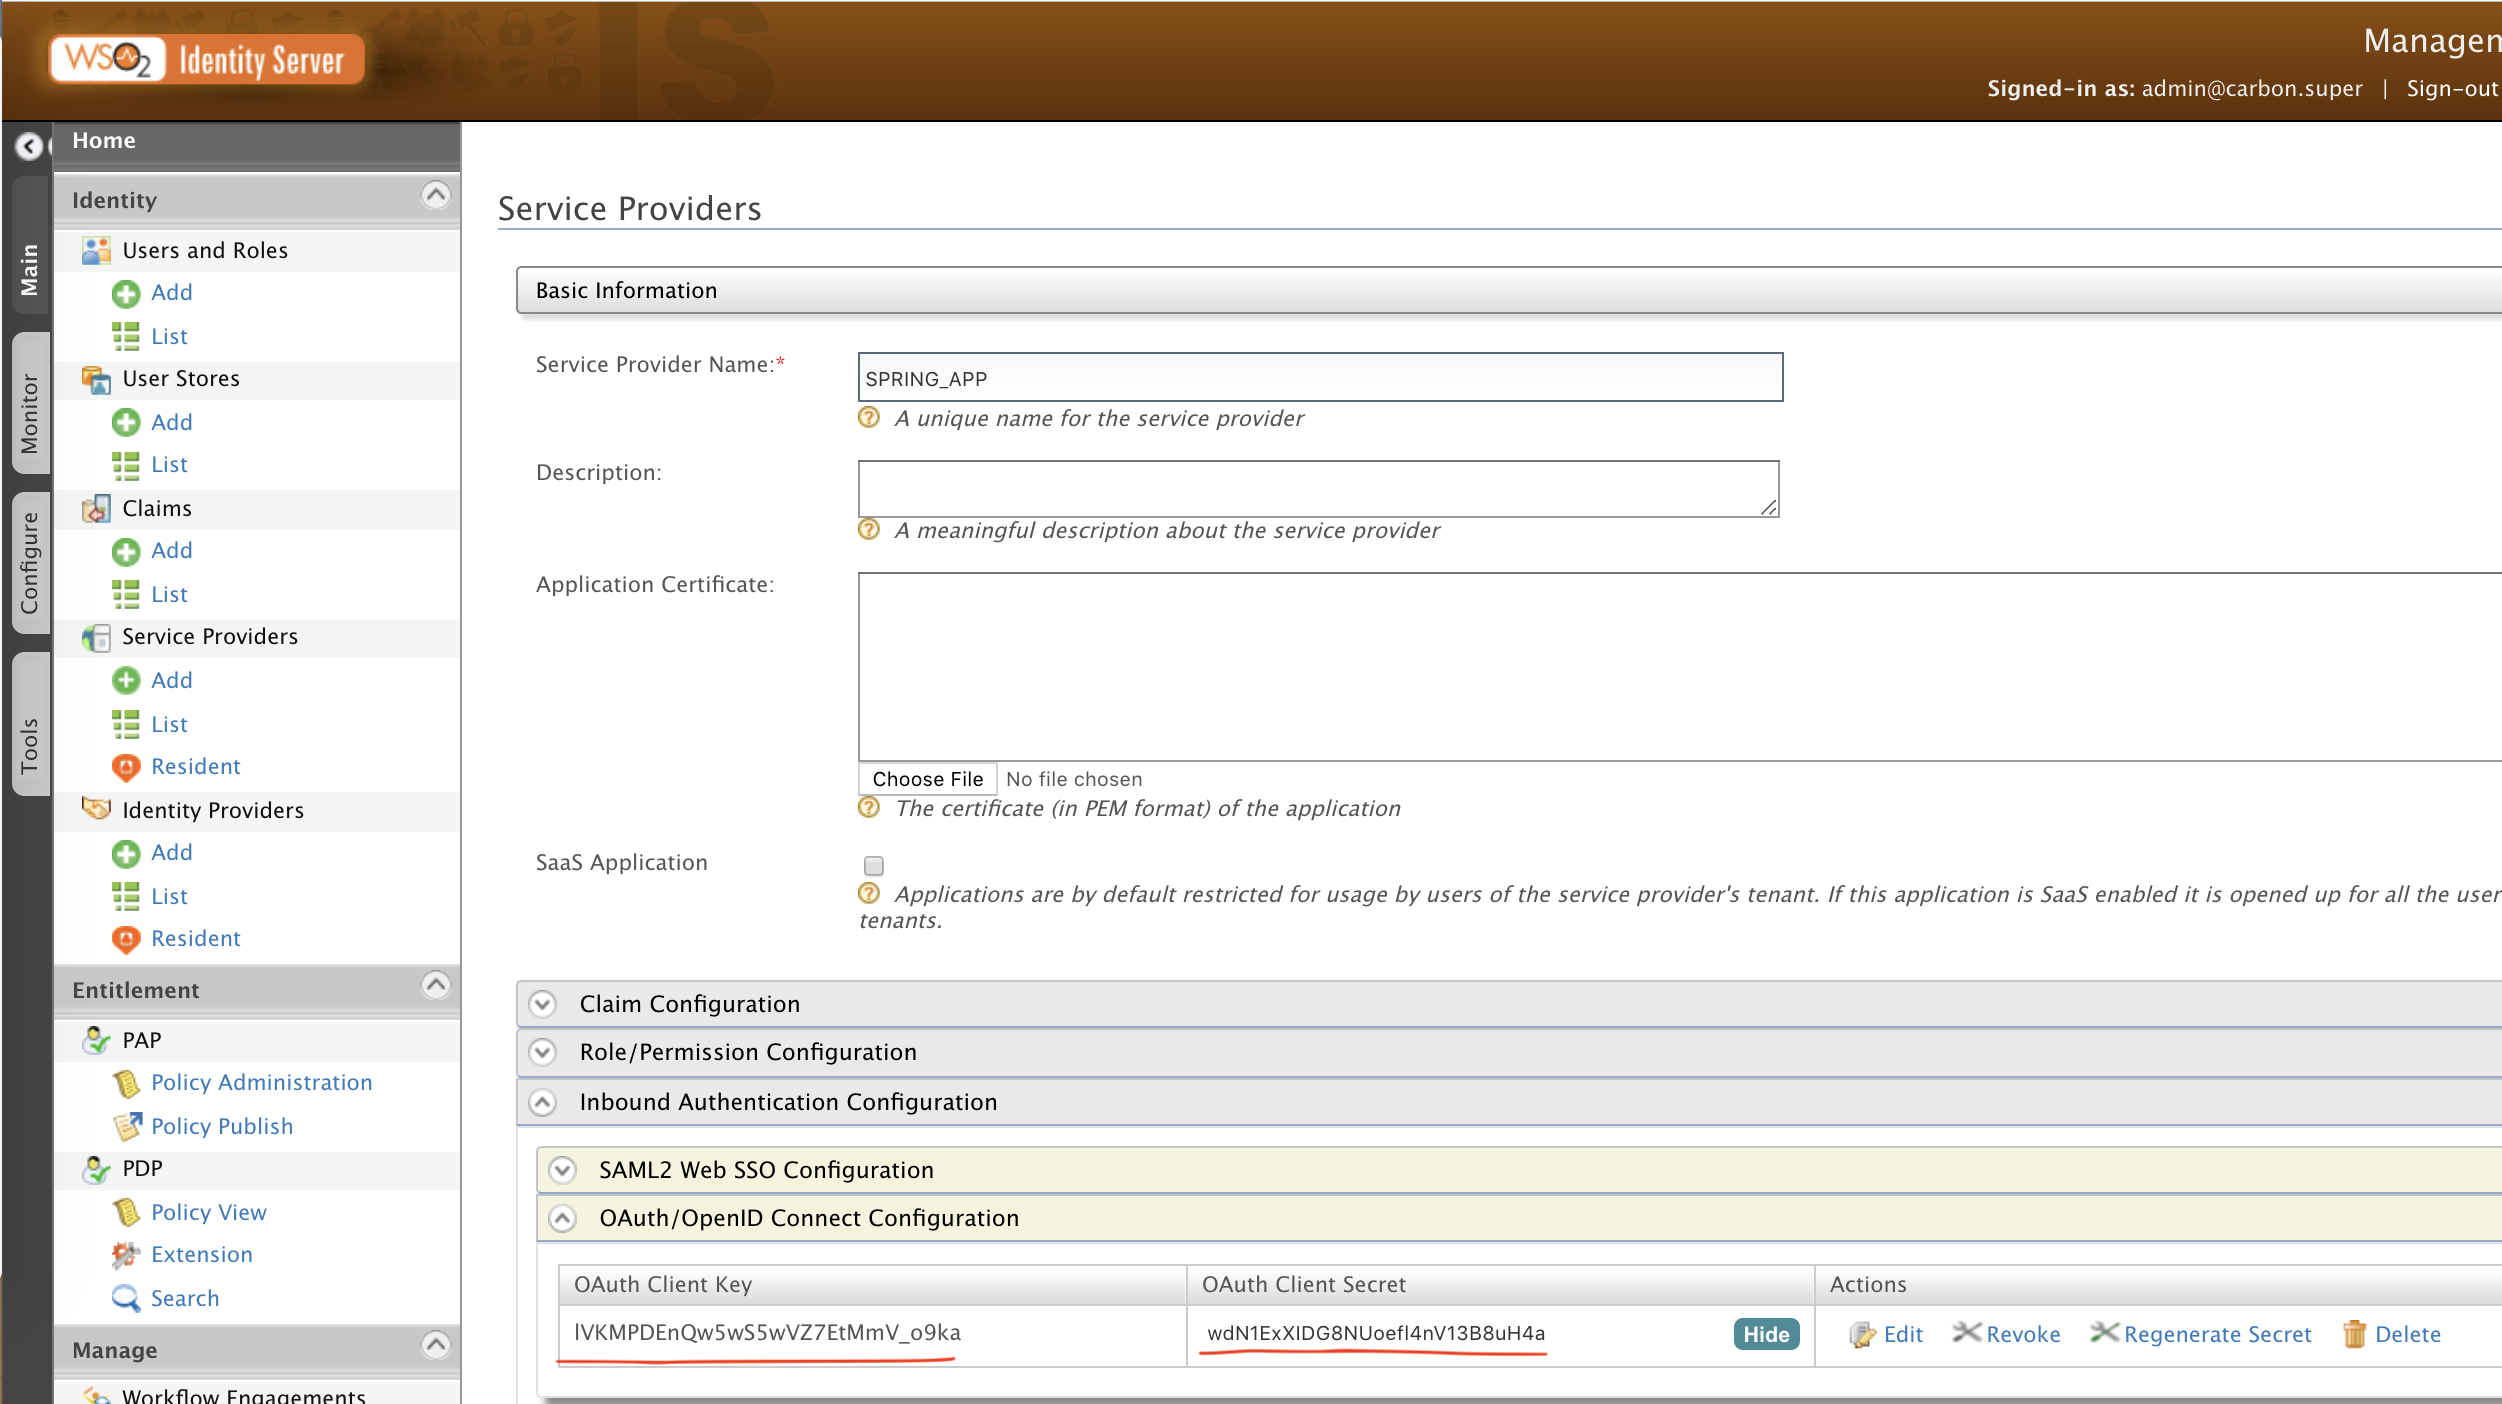 WSO2 Identity Server
Managem
Signed-in as: admin@carbon.super | Sign-out
Home
Main
Monitor
Configure
Tools
Identity
Users and Roles
Add
List
User Stores
Add
List
Claims
Add
List
Service Providers
Add
List
Resident
Identity Providers
Add
List
Resident
Entitlement
PAP
Policy Administration
Policy Publish
PDP
Policy View
Extension
Search
Manage
Workflow Engagements
Service Providers
Basic Information
Service Provider Name:*
SPRING_APP
A unique name for the service provider
Description:
A meaningful description about the service provider
Application Certificate:
Choose File No file chosen
The certificate (in PEM format) of the application
SaaS Application
Applications are by default restricted for usage by users of the service provider's tenant. If this application is SaaS enabled it is opened up for all the user
tenants.
Claim Configuration
Role/Permission Configuration
Inbound Authentication Configuration
SAML2 Web SSO Configuration
OAuth/OpenID Connect Configuration
OAuth Client Key OAuth Client Secret Actions
lVKMPDEnQw5wS5wVZ7EtMmV_o9ka wdN1ExXIDG8NUoefl4nV13B8uH4a Hide Edit Revoke Regenerate Secret Delete